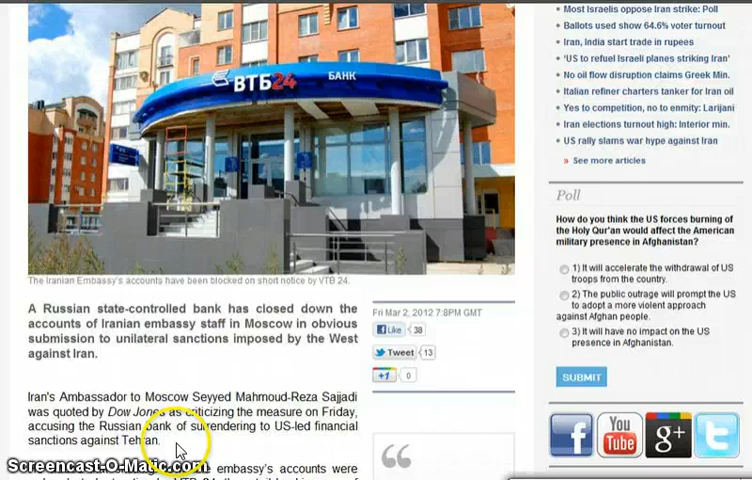 ВТБ24 БАНК
The Iranian Embassy's accounts have been blocked on short notice by VTB 24.
A Russian state-controlled bank has closed down the
accounts of Iranian embassy staff in Moscow in obvious
submission to unilateral sanctions imposed by the West
against Iran.
Iran's Ambassador to Moscow Seyyed Mahmoud-Reza Sajjadi
was quoted by Dow Jones as criticizing the measure on Friday,
accusing the Russian bank of surrendering to US-led financial
sanctions against Tehran.
embassy's accounts were
Fri Mar 2, 2012 7:8PM GMT
Like 38
Tweet 13
+1 0
Most Israelis oppose Iran strike: Poll
Ballots used show 64.6% voter turnout
Iran, India start trade in rupees
'US to refuel Israeli planes striking Iran'
No oil flow disruption claims Greek Min.
Italian refiner charters tanker for Iran oil
Yes to competition, no to enmity: Larijani
Iran elections turnout high: Interior min.
US rally slams war hype against Iran
» See more articles
Poll
How do you think the US forces burning of
the Holy Qur'an would affect the American
military presence in Afghanistan?
1) It will accelerate the withdrawal of US
troops from the country.
2) The public outrage will prompt the US
to adopt a more violent approach
against Afghan people.
3) It will have no impact on the US
presence in Afghanistan.
SUBMIT
f You Tube g+ t
Screencast-O-Matic.com